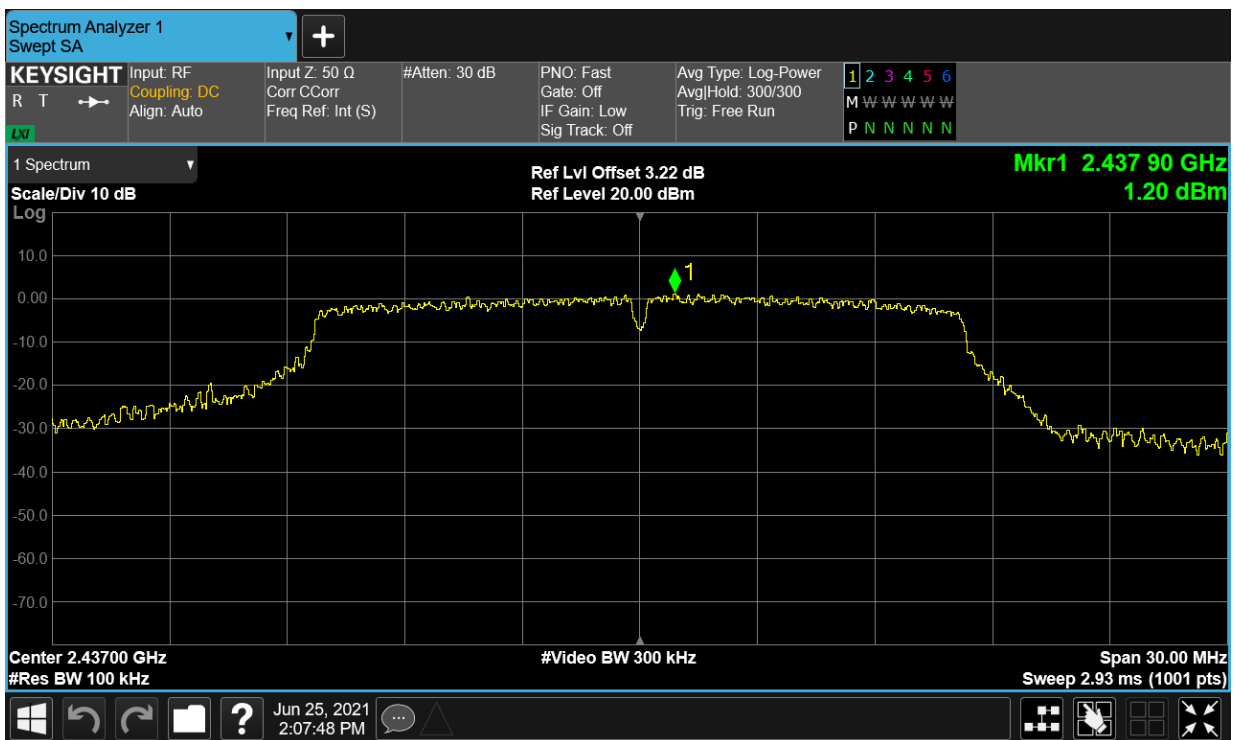 Spectrum Analyzer 1
Swept SA
+
KEYSIGHT
R T
LXI
Input: RF
Coupling: DC
Align: Auto
Input Z: 50 Ω
Corr CCorr
Freq Ref: Int (S)
#Atten: 30 dB
PNO: Fast
Gate: Off
IF Gain: Low
Sig Track: Off
Avg Type: Log-Power
Avg|Hold: 300/300
Trig: Free Run
1 2 3 4 5 6
M W W W W W
P N N N N N
1 Spectrum
Scale/Div 10 dB
Log
Ref Lvl Offset 3.22 dB
Ref Level 20.00 dBm
Mkr1 2.437 90 GHz
1.20 dBm
1
10.0
0.00
-10.0
-20.0
-30.0
-40.0
-50.0
-60.0
-70.0
Center 2.43700 GHz
#Res BW 100 kHz
#Video BW 300 kHz
Span 30.00 MHz
Sweep 2.93 ms (1001 pts)
?
Jun 25, 2021
2:07:48 PM